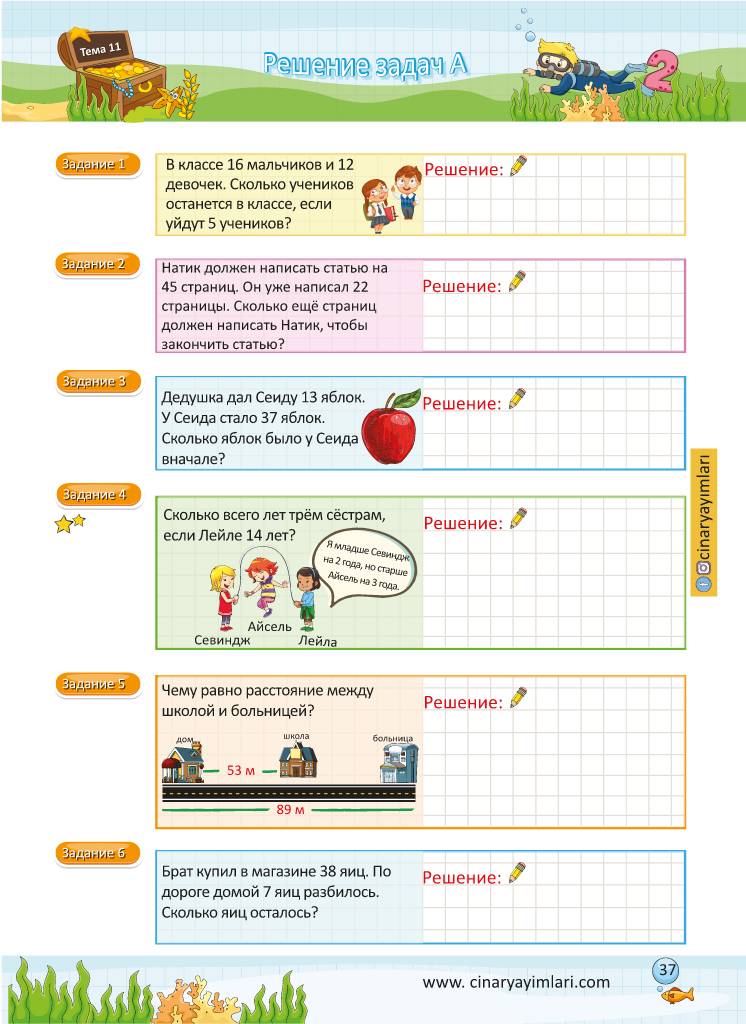 Тема 11
Решение задач А
2
Задание 1
В классе 16 мальчиков и 12
девочек. Сколько учеников
останется в классе, если
уйдут 5 учеников?
Решение:
Задание 2
Натик должен написать статью на
45 страниц. Он уже написал 22
страницы. Сколько ещё страниц
должен написать Натик, чтобы
закончить статью?
Решение:
Задание 3
Дедушка дал Сеиду 13 яблок.
У Сеида стало 37 яблок.
Сколько яблок было у Сеида
вначале?
Решение:
Задание 4
Сколько всего лет трём сёстрам,
если Лейле 14 лет?
Я младше Севиндж
на 2 года, но старше
Айсель на 3 года.
Айсель
Севиндж
Лейла
Решение:
cinaryayimları
Задание 5
Чему равно расстояние между
школой и больницей?
дом
школа
больница
53 м
89 м
Решение:
Задание 6
Брат купил в магазине 38 яиц. По
дороге домой 7 яиц разбилось.
Сколько яиц осталось?
Решение:
www. cinaryayimlari.com
37